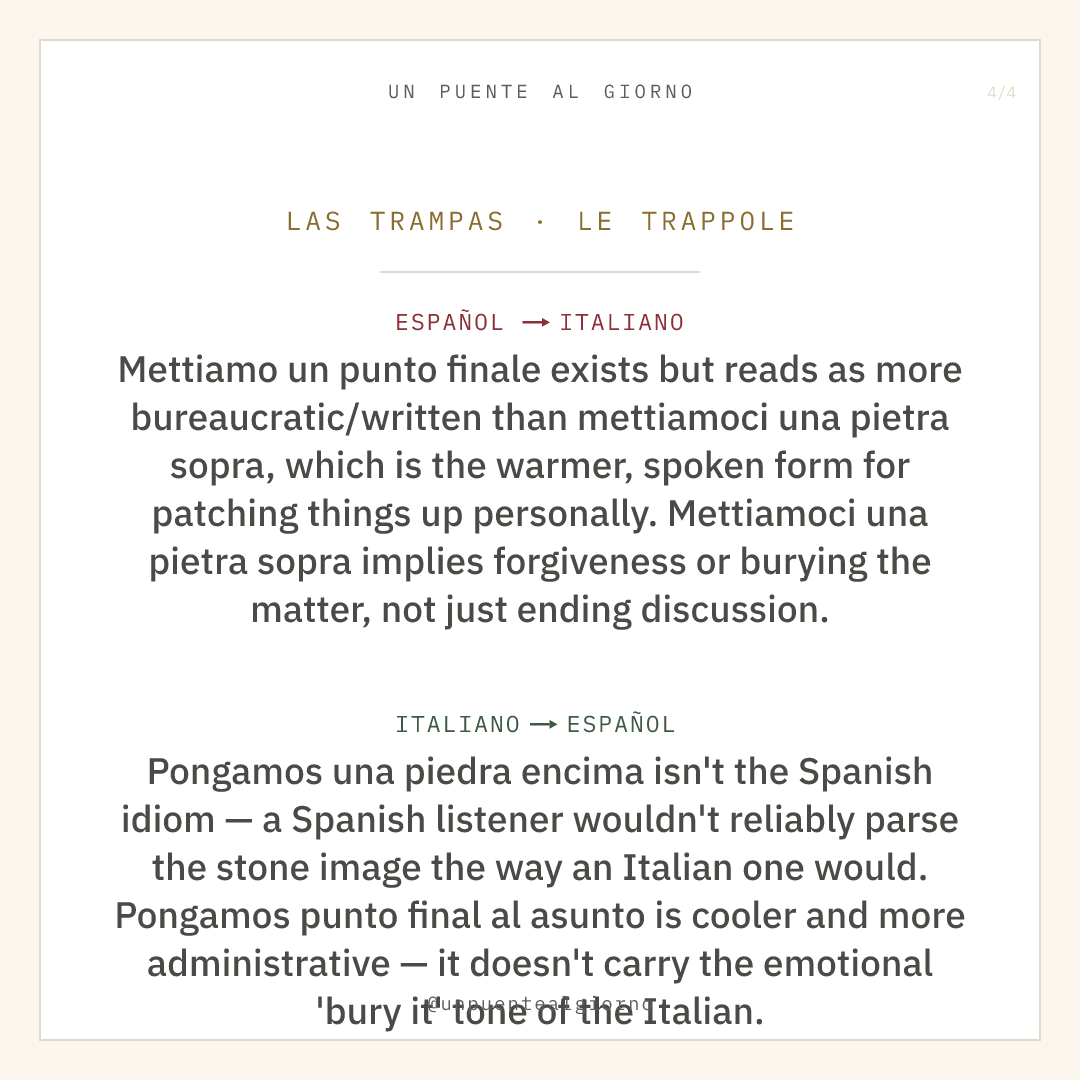 UN PUENTE AL GIORNO
4/4
LAS TRAMPAS · LE TRAPPOLE
ESPAÑOL → ITALIANO
Mettiamo un punto finale exists but reads as more
bureaucratic/written than mettiamoci una pietra
sopra, which is the warmer, spoken form for
patching things up personally. Mettiamoci una
pietra sopra implies forgiveness or burying the
matter, not just ending discussion.
ITALIANO → ESPAÑOL
Pongamos una piedra encima isn't the Spanish
idiom — a Spanish listener wouldn't reliably parse
the stone image the way an Italian one would.
Pongamos punto final al asunto is cooler and more
administrative — it doesn't carry the emotional
'bury it' tone of the Italian.
@unpuentealgiorno